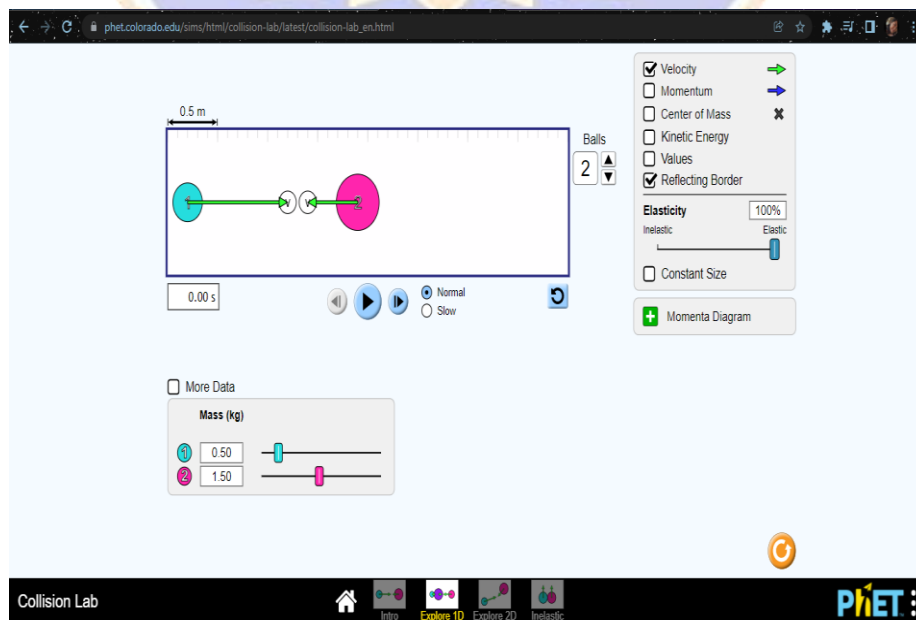 phet.colorado.edu/sims/html/collision-lab/latest/collision-lab_en.html
Velocity
Momentum
Center of Mass
Kinetic Energy
Values
Reflecting Border
Elasticity 100%
Inelastic Elastic
Constant Size
Momenta Diagram
0.5 m
Balls
2
1 v v 2
0.00 s
Normal
Slow
More Data
Mass (kg)
1 0.50
2 1.50
Collision Lab
Intro Explore 1D Explore 2D Inelastic
PhET